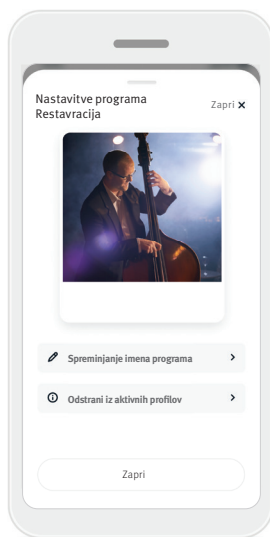 Nastavitve programa
Restavracija
Zapri ×
Spreminjanje imena programa
Odstrani iz aktivnih profilov
Zapri